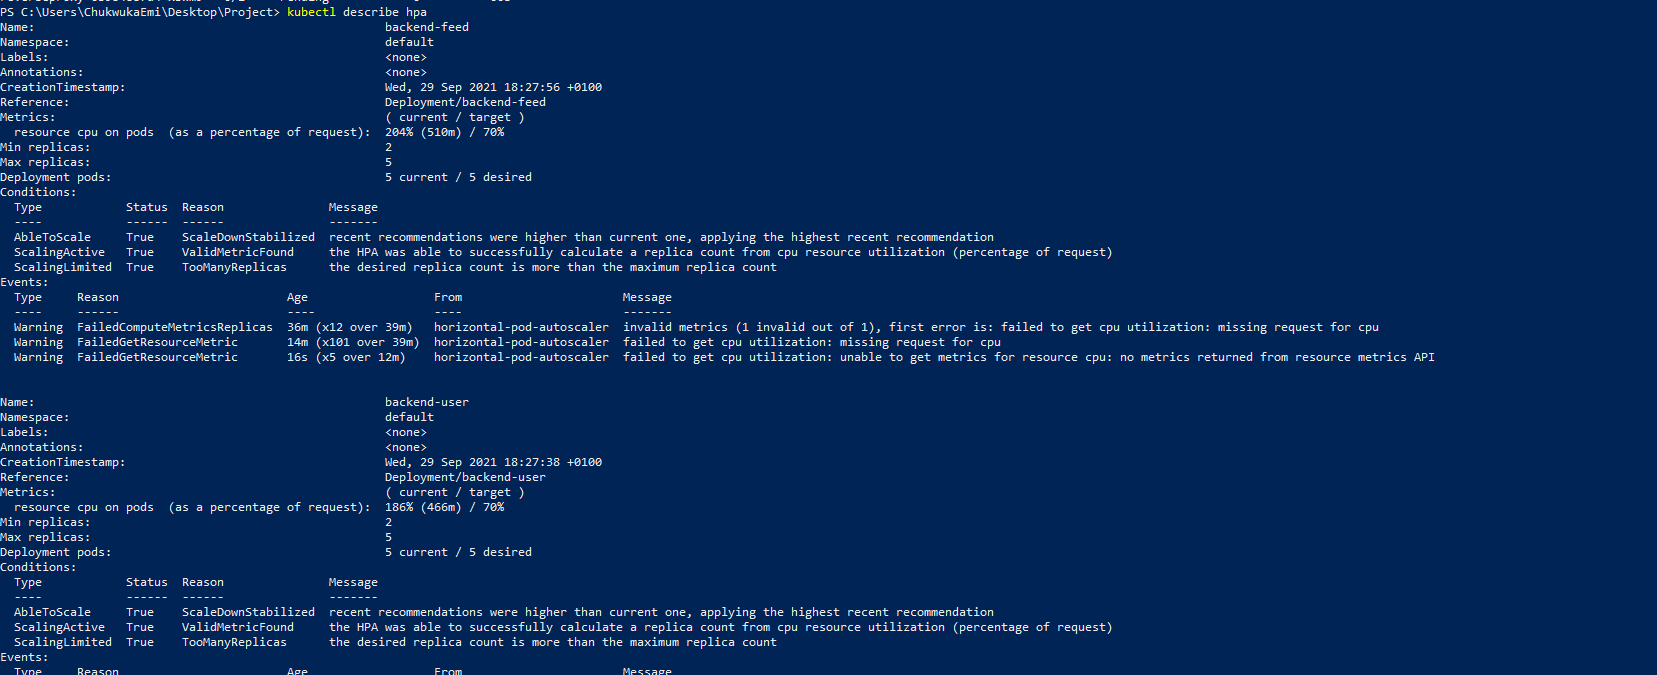 PS C:\Users\ChukwukaEmi\Desktop\Project> kubectl describe hpa
Name: backend-feed
Namespace: default
Labels: <none>
Annotations: <none>
CreationTimestamp: Wed, 29 Sep 2021 18:27:56 +0100
Reference: Deployment/backend-feed
Metrics: ( current / target )
resource cpu on pods (as a percentage of request): 204% (510m) / 70%
Min replicas: 2
Max replicas: 5
Deployment pods: 5 current / 5 desired
Conditions:
Type Status Reason Message
---- ------ ------ -------
AbleToScale True ScaleDownStabilized recent recommendations were higher than current one, applying the highest recent recommendation
ScalingActive True ValidMetricFound the HPA was able to successfully calculate a replica count from cpu resource utilization (percentage of request)
ScalingLimited True TooManyReplicas the desired replica count is more than the maximum replica count
Events:
Type Reason Age From Message
---- ------ ---- ---- -------
Warning FailedComputeMetricsReplicas 36m (x12 over 39m) horizontal-pod-autoscaler invalid metrics (1 invalid out of 1), first error is: failed to get cpu utilization: missing request for cpu
Warning FailedGetResourceMetric 14m (x101 over 39m) horizontal-pod-autoscaler failed to get cpu utilization: missing request for cpu
Warning FailedGetResourceMetric 16s (x5 over 12m) horizontal-pod-autoscaler failed to get cpu utilization: unable to get metrics for resource cpu: no metrics returned from resource metrics API
Name: backend-user
Namespace: default
Labels: <none>
Annotations: <none>
CreationTimestamp: Wed, 29 Sep 2021 18:27:38 +0100
Reference: Deployment/backend-user
Metrics: ( current / target )
resource cpu on pods (as a percentage of request): 186% (466m) / 70%
Min replicas: 2
Max replicas: 5
Deployment pods: 5 current / 5 desired
Conditions:
Type Status Reason Message
---- ------ ------ -------
AbleToScale True ScaleDownStabilized recent recommendations were higher than current one, applying the highest recent recommendation
ScalingActive True ValidMetricFound the HPA was able to successfully calculate a replica count from cpu resource utilization (percentage of request)
ScalingLimited True TooManyReplicas the desired replica count is more than the maximum replica count
Events:
Type Reason Age From Message